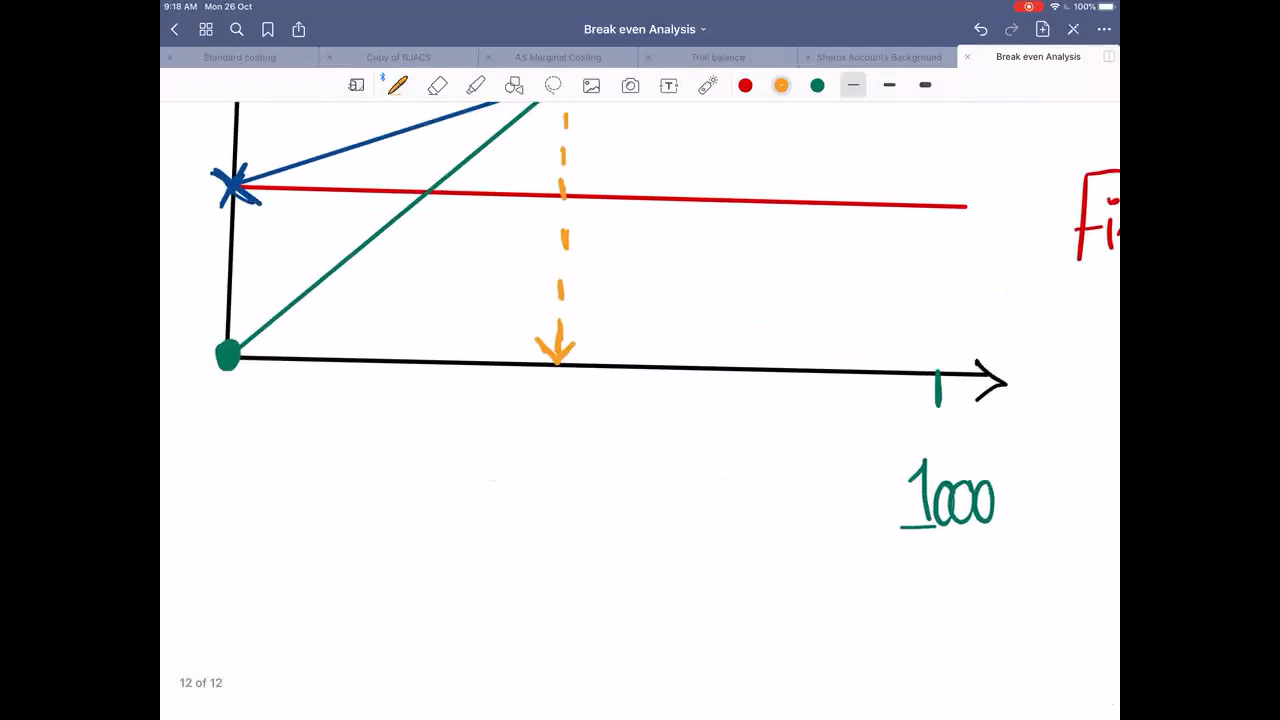 9:18 AM Mon 26 Oct
100%
Break even Analysis
Standard costing
Copy of BJACS
AS Marginal Costing
Trial balance
Sherox Accounts Background
Break even Analysis
1000
12 of 12